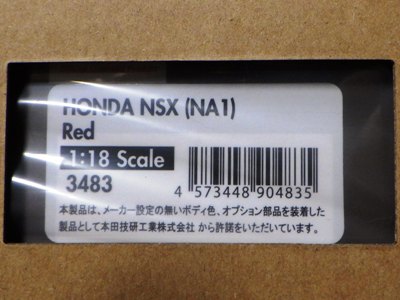 HONDA NSX (NA1)
Red
1:18 Scale
3483
4 573448 904835
本製品は、メーカー設定の無いボディ色、オプション部品を装着した
製品として本田技研工業株式会社 から許諾をいただいています。